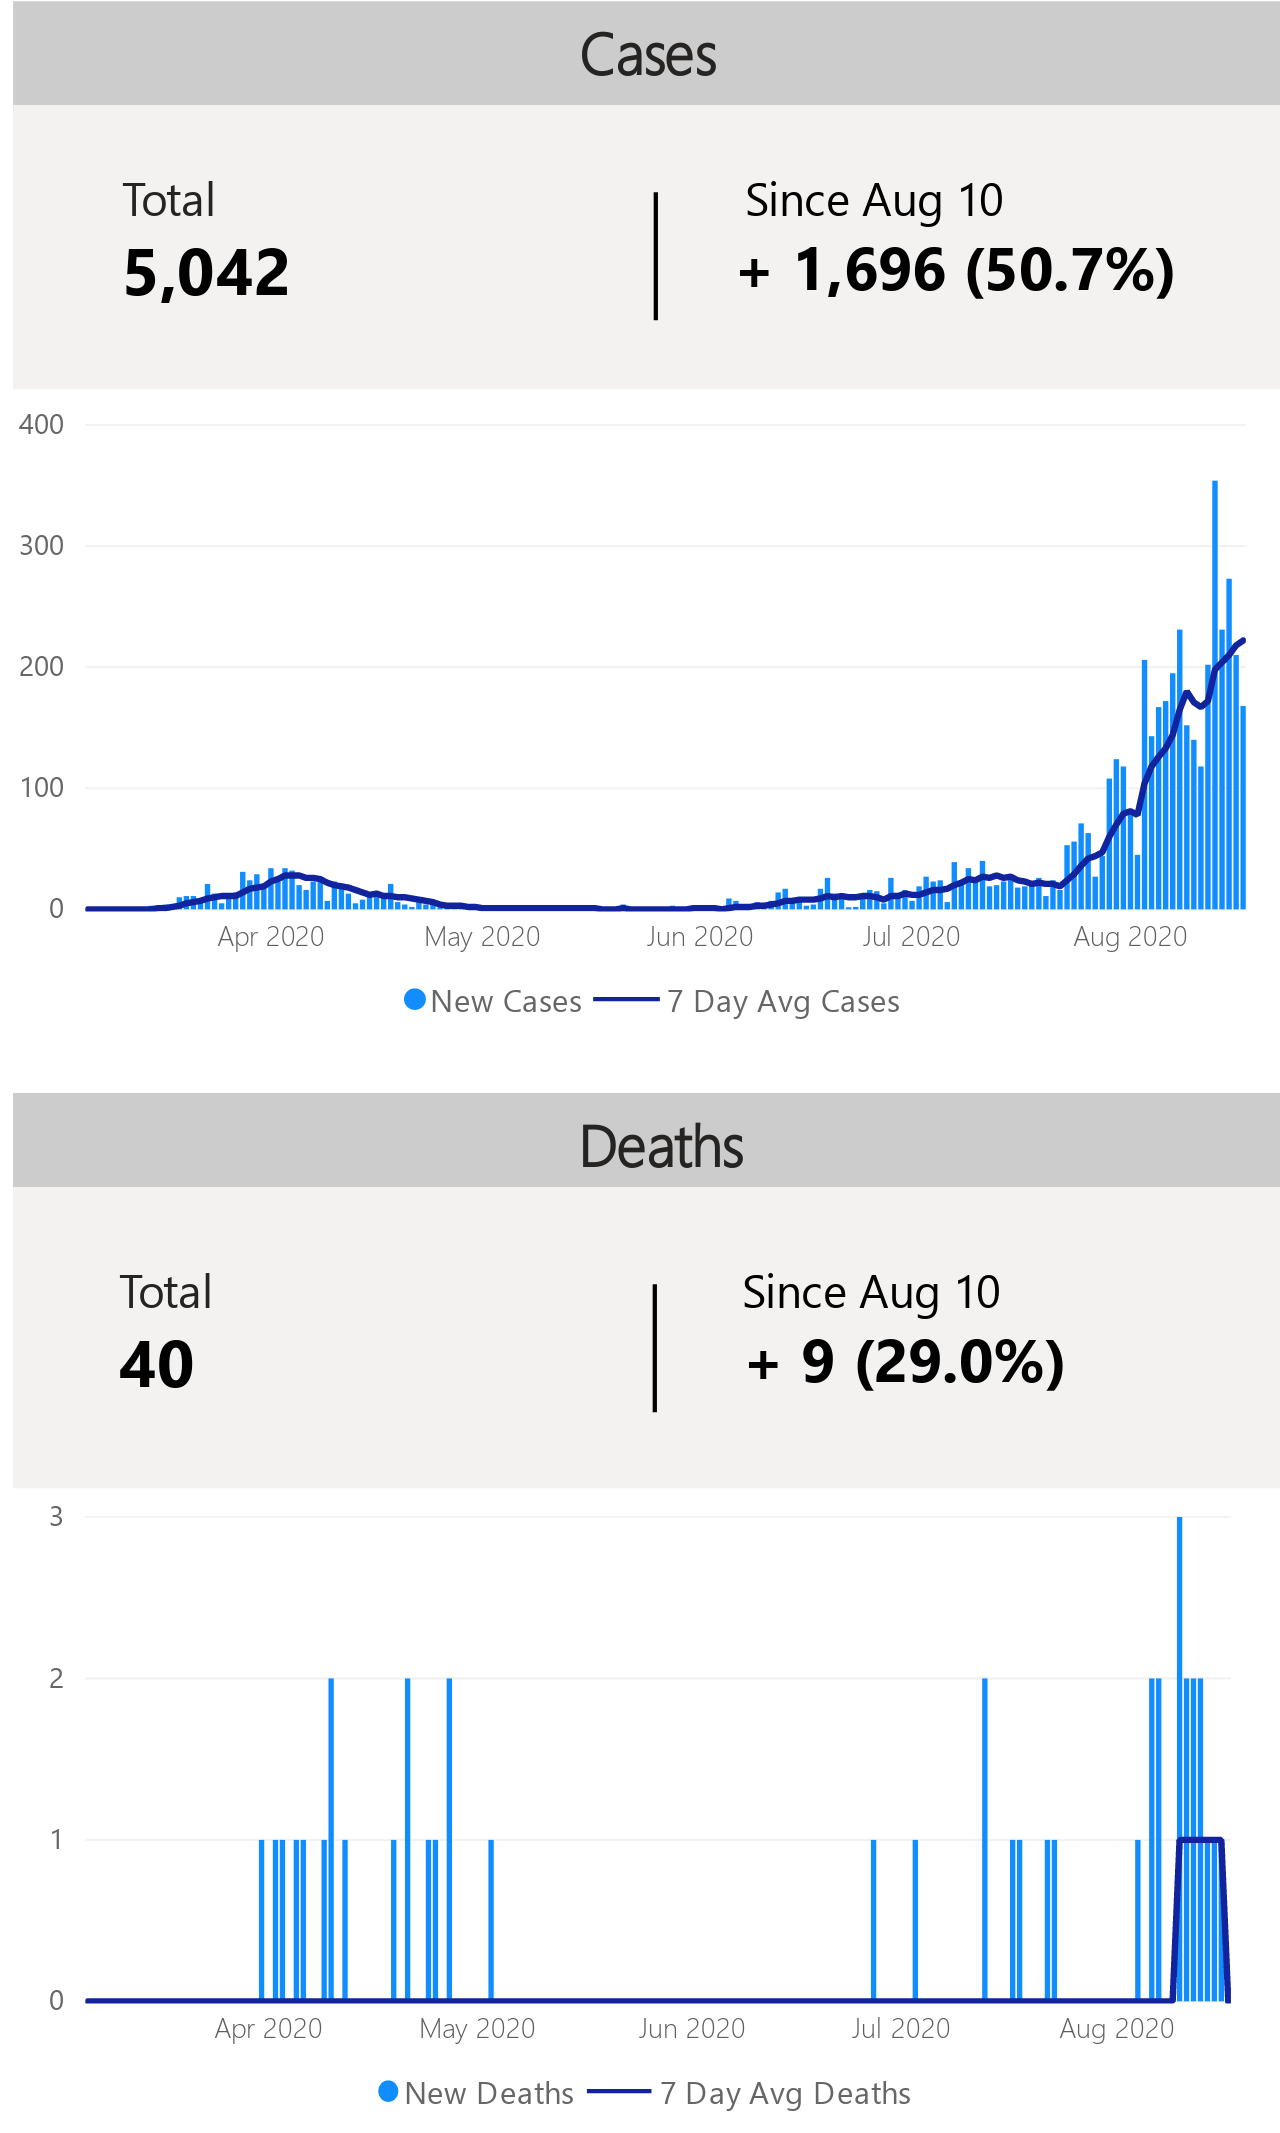 Cases
Total
Since Aug 10
5,042
+ 1,696 (50.7%)
400
300
200
100
0
Apr 2020
May 2020
Jun 2020
Jul 2020
Aug 2020
New Cases
7 Day Avg Cases
Deaths
Total
Since Aug 10
40
+ 9 (29.0%)
3
2
1
0
Apr 2020
May 2020
Jun 2020
Jul 2020
Aug 2020
New Deaths
7 Day Avg Deaths